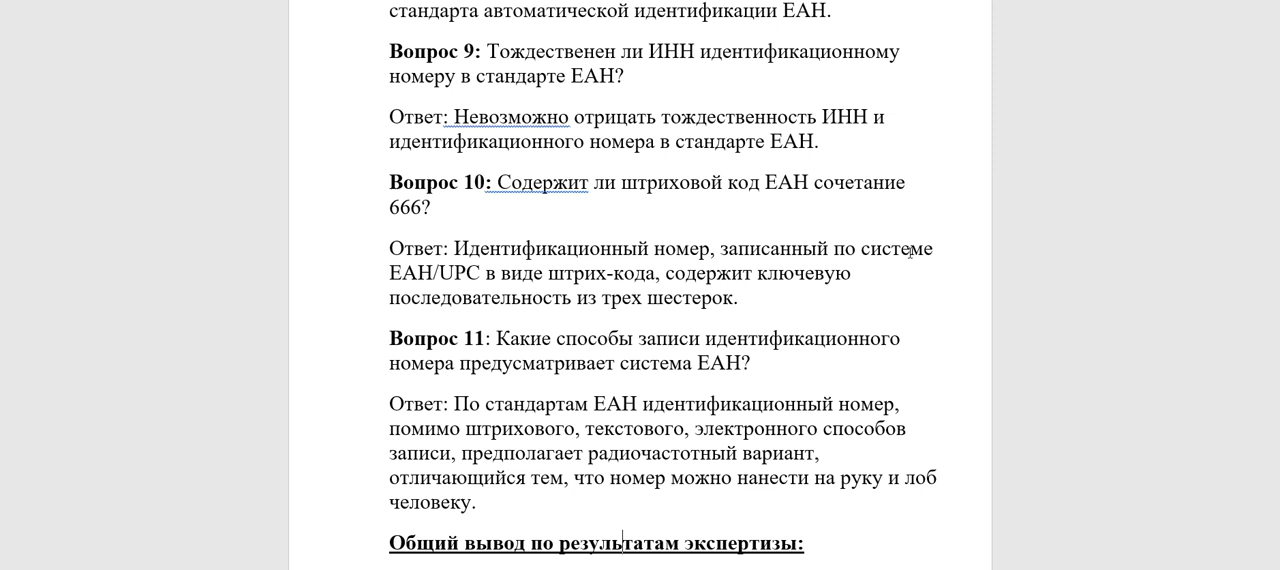 стандарта автоматической идентификации ЕАН.
Вопрос 9: Тождественен ли ИНН идентификационному
номеру в стандарте ЕАН?
Ответ: Невозможно отрицать тождественность ИНН и
идентификационного номера в стандарте ЕАН.
Вопрос 10: Содержит ли штриховой код ЕАН сочетание
666?
Ответ: Идентификационный номер, записанный по системе
ЕАН/UPC в виде штрих-кода, содержит ключевую
последовательность из трех шестерок.
Вопрос 11: Какие способы записи идентификационного
номера предусматривает система ЕАН?
Ответ: По стандартам ЕАН идентификационный номер,
помимо штрихового, текстового, электронного способов
записи, предполагает радиочастотный вариант,
отличающийся тем, что номер можно нанести на руку и лоб
человеку.
Общий вывод по результатам экспертизы: